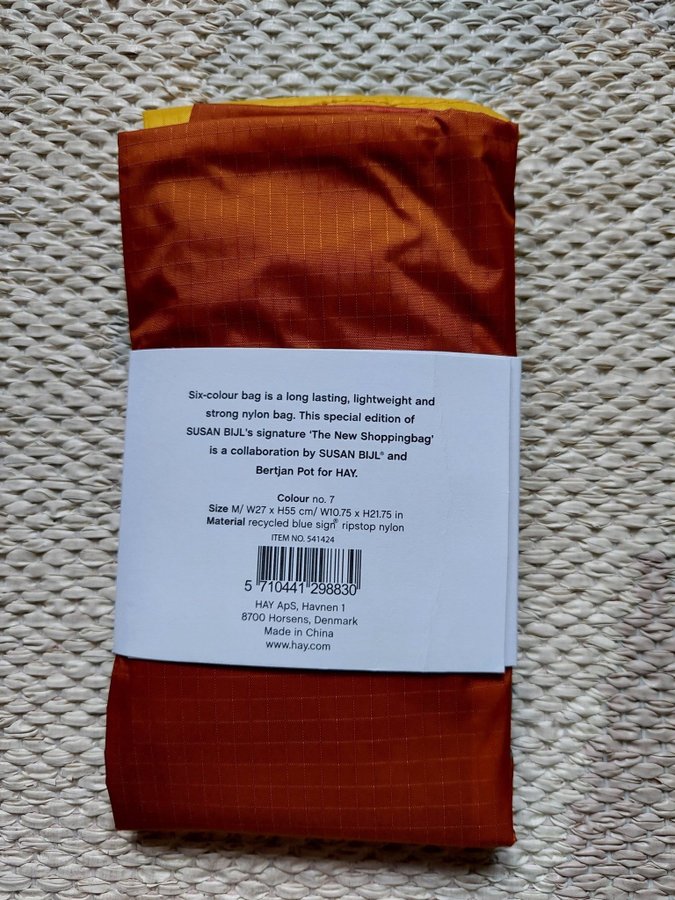 Six-colour bag is a long lasting, lightweight and
strong nylon bag. This special edition of
SUSAN BIJL's signature ‘The New Shoppingbag’
is a collaboration by SUSAN BIJL® and
Bertjan Pot for HAY.
Colour no. 7
Size M/ W27 x H55 cm/ W10.75 x H21.75 in
Material recycled blue sign® ripstop nylon
ITEM NO. 541424
5 710441 298830
HAY ApS, Havnen 1
8700 Horsens, Denmark
Made in China
www.hay.com